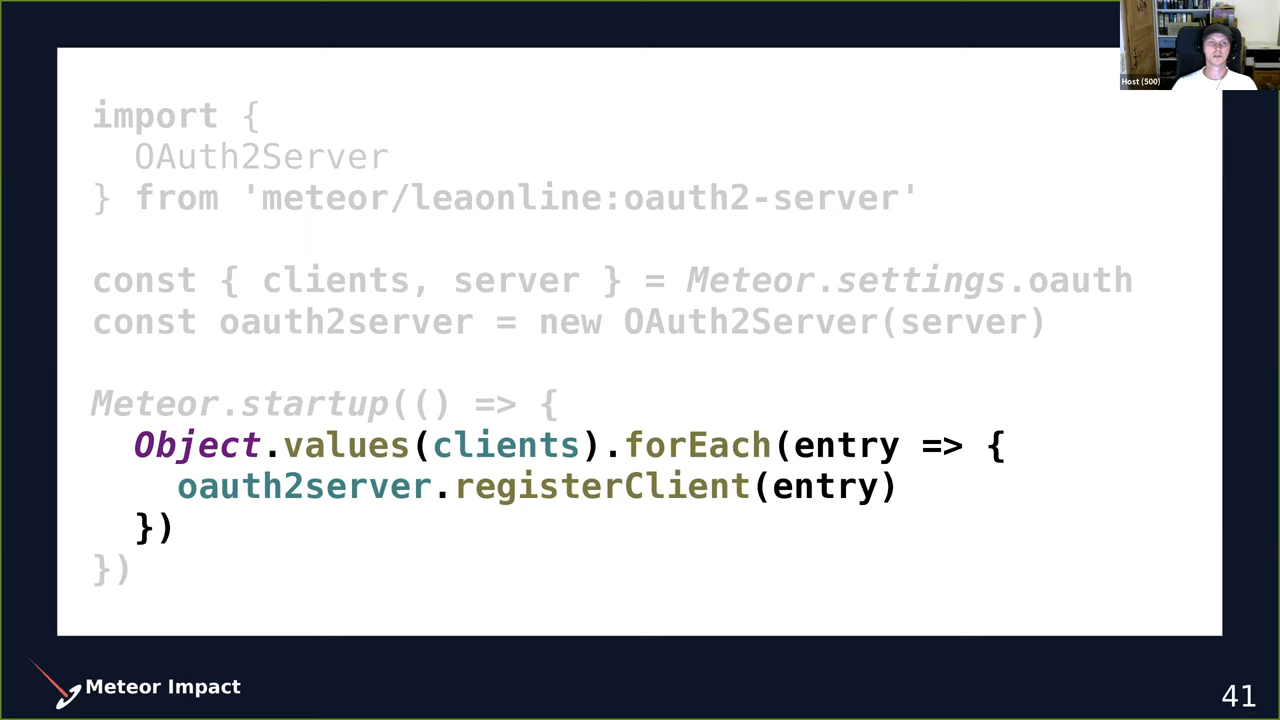 Host (500)
import {
  OAuth2Server
} from 'meteor/leaonline:oauth2-server'
const { clients, server } = Meteor.settings.oauth
const oauth2server = new OAuth2Server(server)
Meteor.startup(() => {
  Object.values(clients).forEach(entry => {
    oauth2server.registerClient(entry)
  })
})
Meteor Impact
41